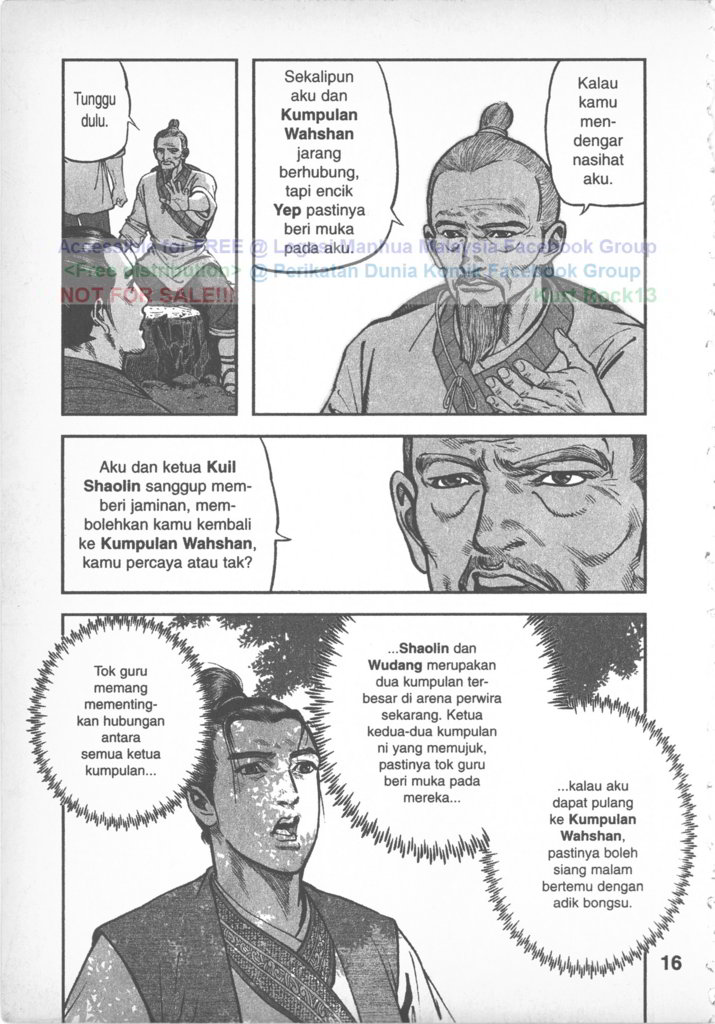 Tunggu
dulu.
Sekalipun
aku dan
Kumpulan
Wahshan
jarang
berhubung,
tapi encik
Yep pastinya
beri muka
pada aku.
Kalau
kamu
men-
dengar
nasihat
aku.
Accessible for FREE @ Legasi Manhua Malaysia Facebook Group
<Free Distribution> @ Perikatan Dunia Komik Facebook Group
NOT FOR SALE!!! Kurt Rock13
Aku dan ketua Kuil
Shaolin sanggup mem-
beri jaminan, mem-
bolehkan kamu kembali
ke Kumpulan Wahshan,
kamu percaya atau tak?
Tok guru
memang
mementing-
kan hubungan
antara
semua ketua
kumpulan...
...Shaolin dan
Wudang merupakan
dua kumpulan ter-
besar di arena perwira
sekarang. Ketua
kedua-dua kumpulan
ni yang memujuk,
pastinya tok guru
beri muka pada
mereka...
...kalau aku
dapat pulang
ke Kumpulan
Wahshan,
pastinya boleh
siang malam
bertemu dengan
adik bongsu.
16